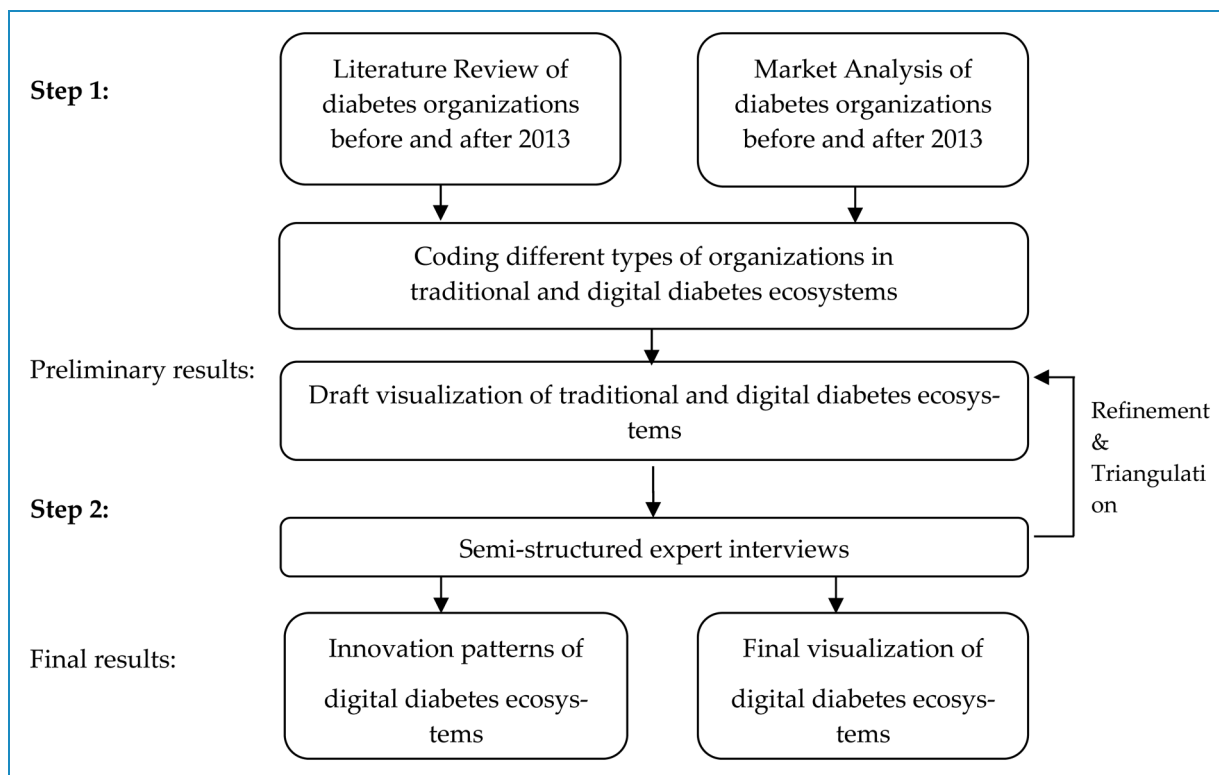 Step 1:
Literature Review of
diabetes organizations
before and after 2013
Market Analysis of
diabetes organizations
before and after 2013
Coding different types of organizations in
traditional and digital diabetes ecosystems
Preliminary results:
Draft visualization of traditional and digital diabetes ecosys-
tems
Refinement
&
Triangulati
on
Step 2:
Semi-structured expert interviews
Final results:
Innovation patterns of
digital diabetes ecosys-
tems
Final visualization of
digital diabetes ecosys-
tems